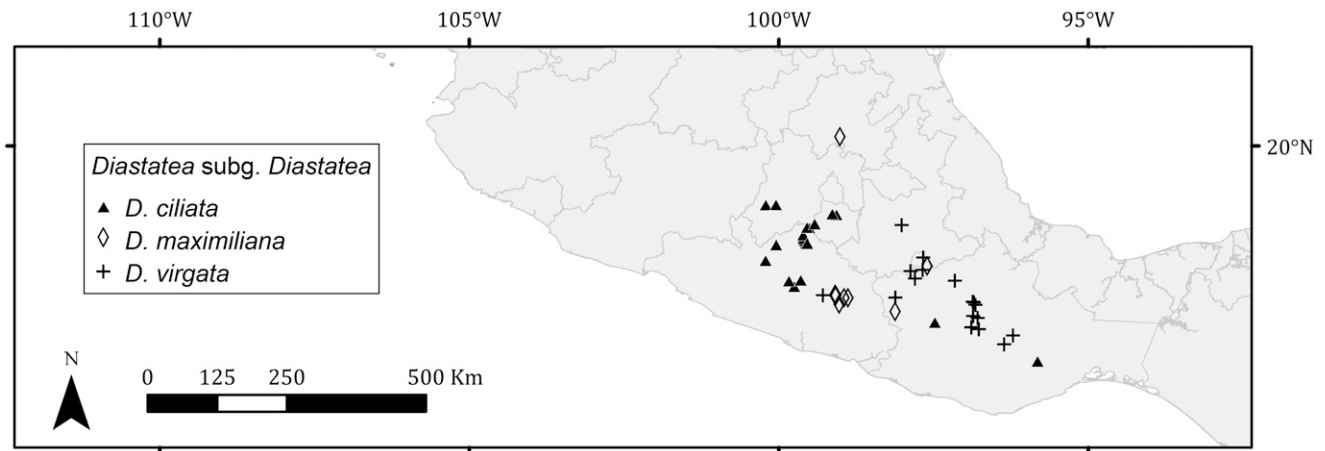 110°W 105°W 100°W 95°W
20°N
Diastatea subg. Diastatea
D. ciliata
D. maximiliana
D. virgata
N
0 125 250 500 Km